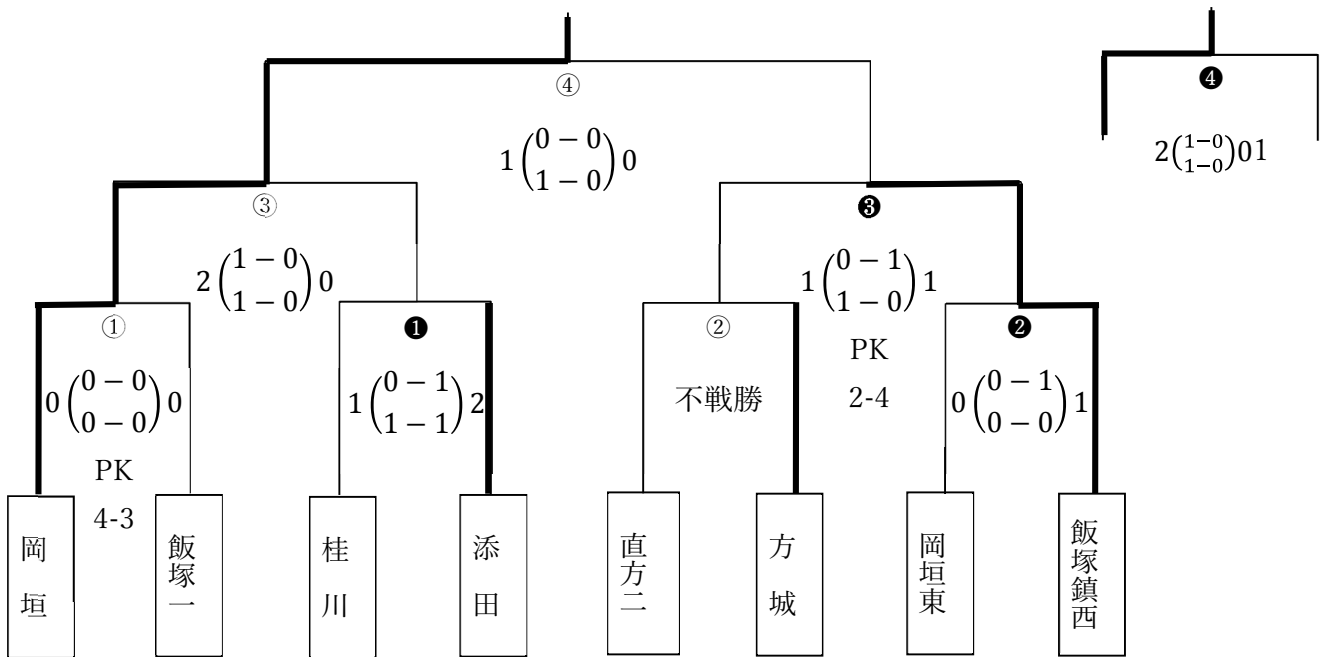 ④
1(0－0
1－0)0
❹
2(1−0
1−0)01
③
2(1－0
1－0)0
❸
1(0－1
1－0)1
PK
2-4
①
0(0－0
0－0)0
PK
4-3
❶
1(0－1
1－1)2
②
不戦勝
❷
0(0－1
0－0)1
岡垣
飯塚一
桂川
添田
直方二
方城
岡垣東
飯塚鎮西